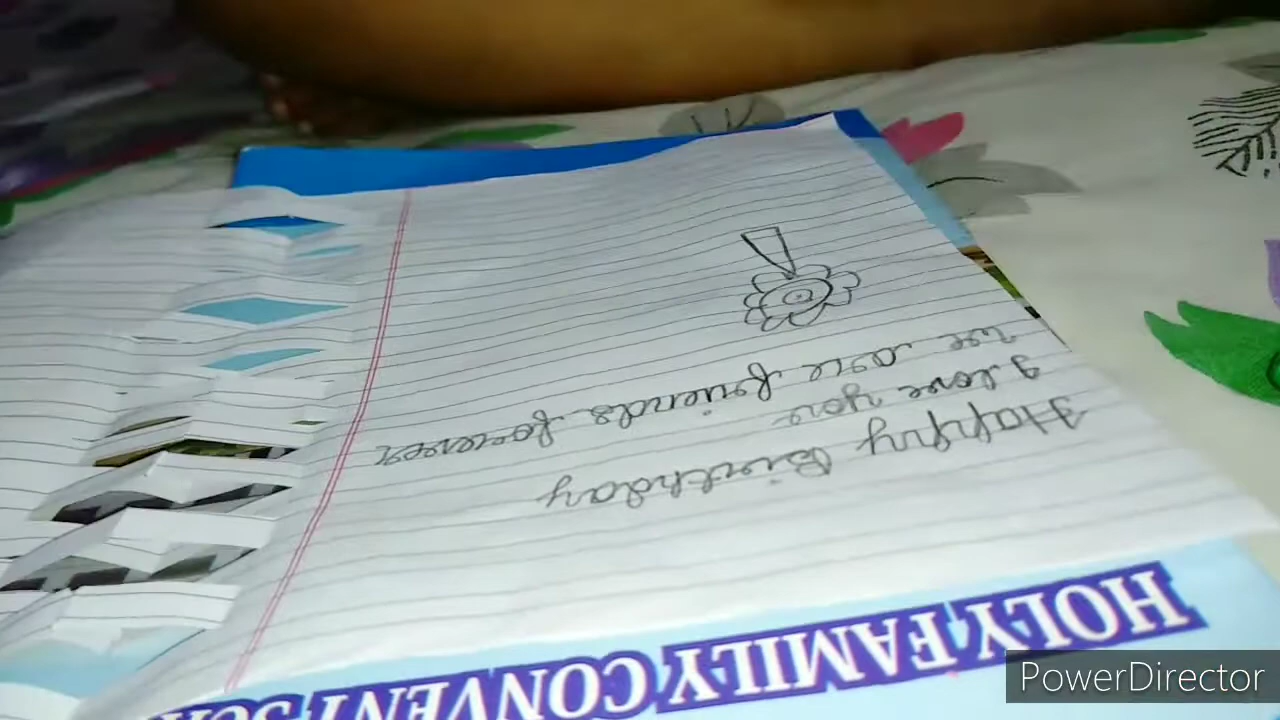 HOLY FAMILY CONVENT
Happy Birthday
I love you
we are friends forever
PowerDirector